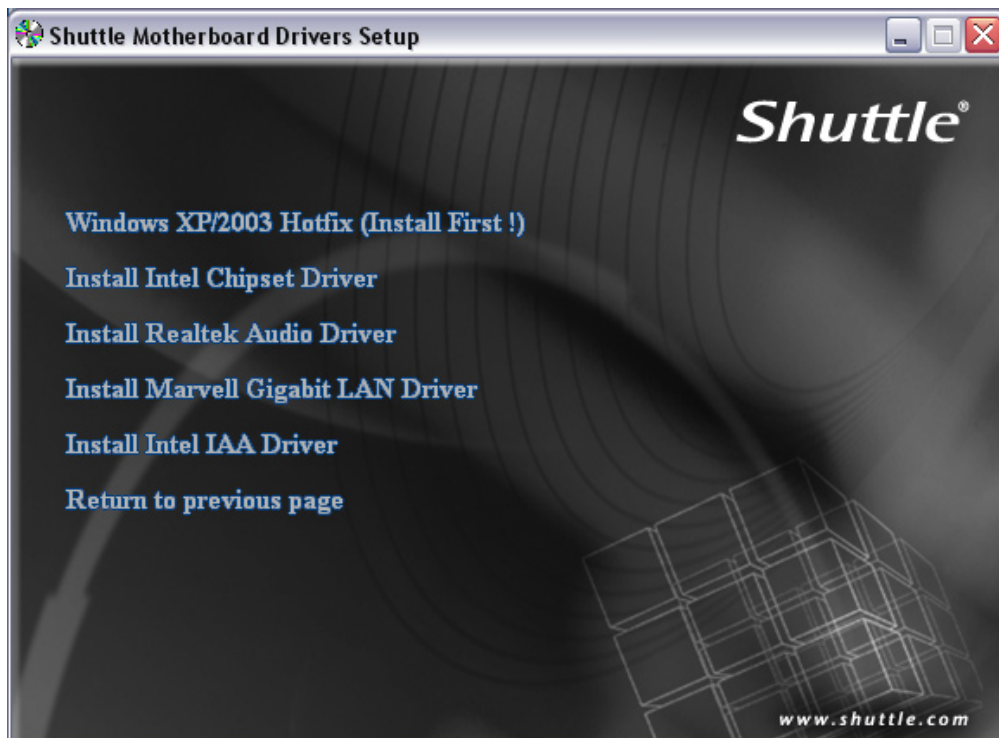 Shuttle Motherboard Drivers Setup
Shuttle®
Windows XP/2003 Hotfix (Install First !)
Install Intel Chipset Driver
Install Realtek Audio Driver
Install Marvell Gigabit LAN Driver
Install Intel IAA Driver
Return to previous page
www.shuttle.com